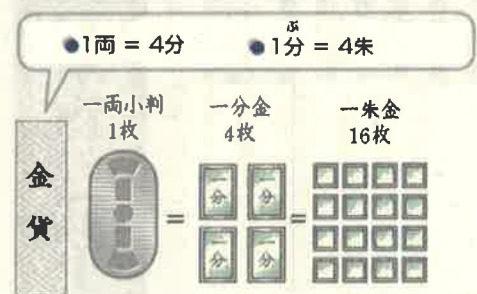 ●1両 = 4分 ●1分 = 4朱
ぶ
一両小判
1枚
一分金
4枚
一朱金
16枚
金貨
=
=
一分
一分
一分
一分